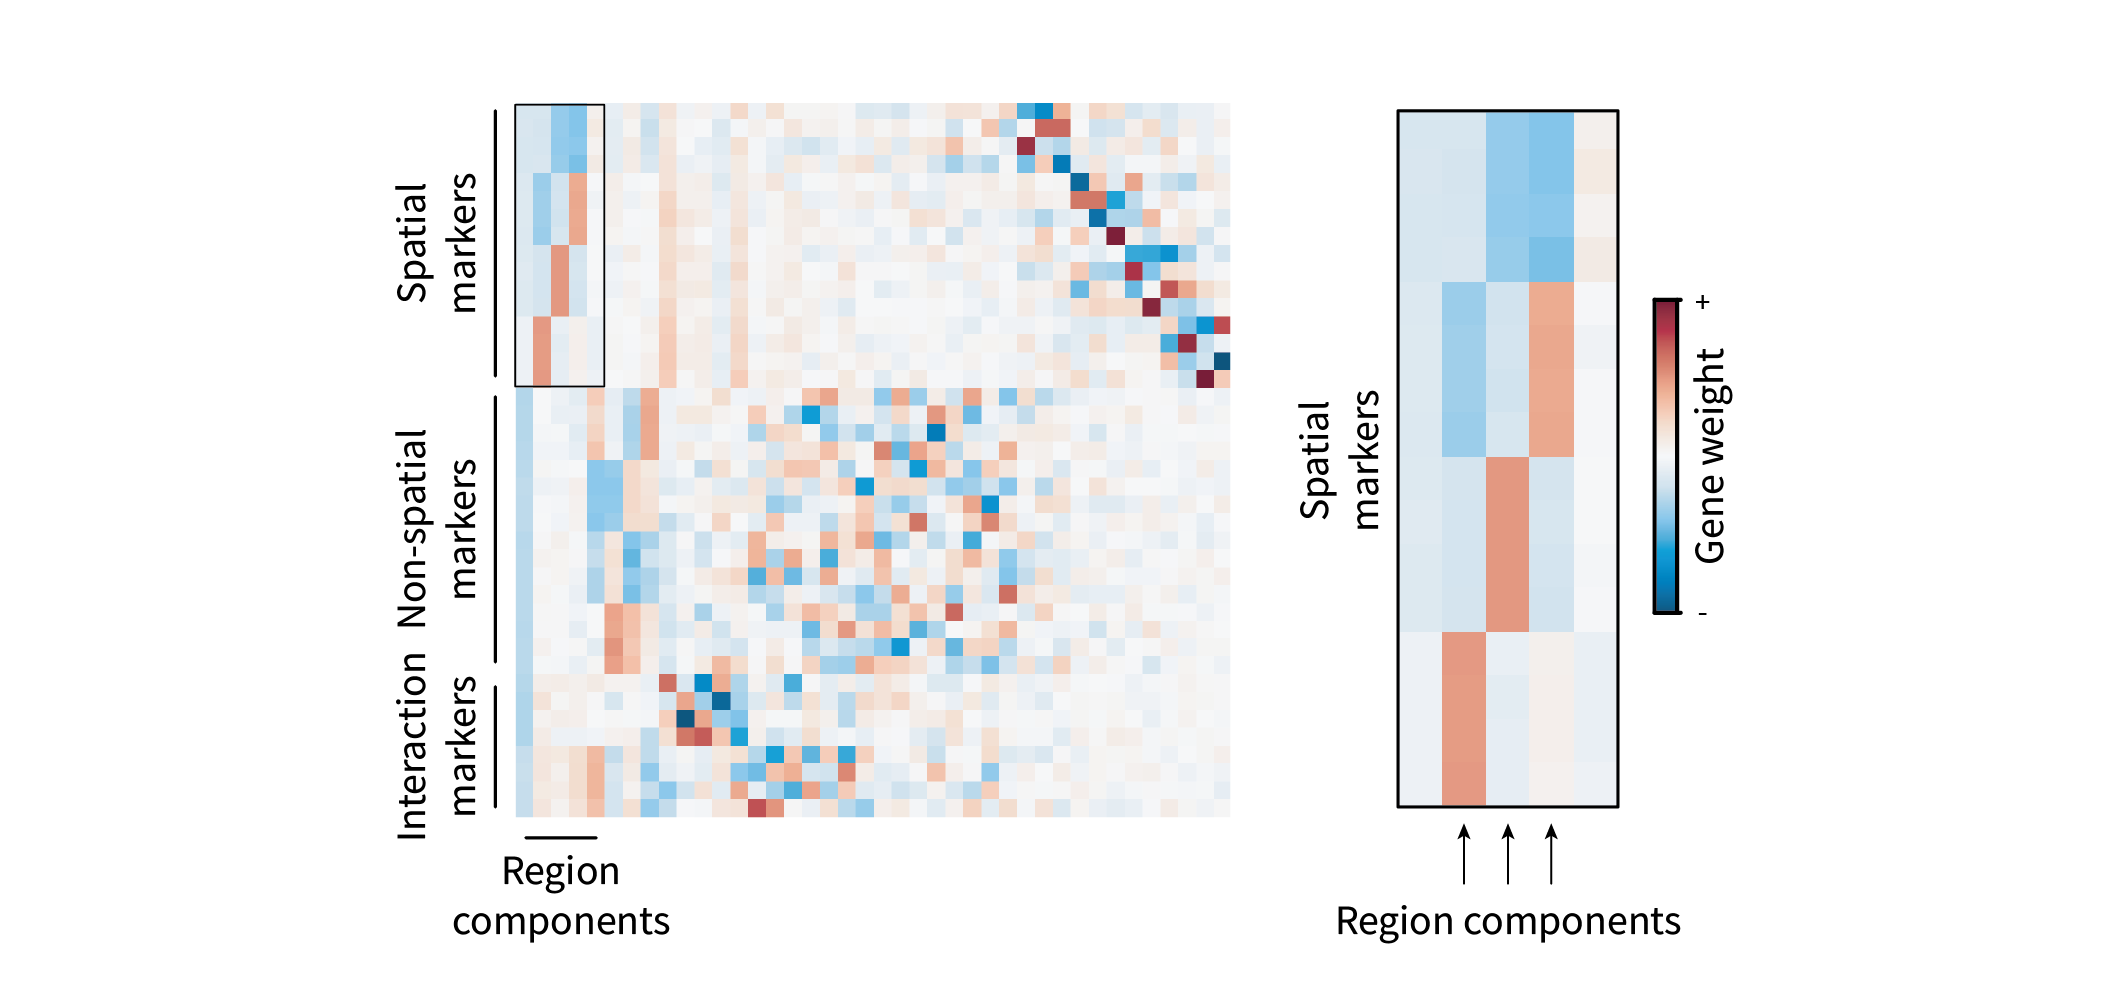 Spatial
markers
Non-spatial
markers
Interaction
markers
Region
components
Spatial
markers
Region components
+
Gene weight
-